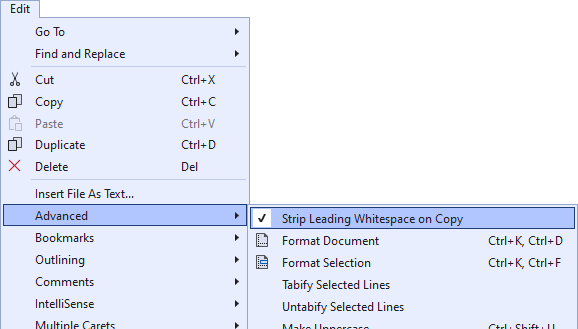 Edit
Go To
Find and Replace
Cut Ctrl+X
Copy Ctrl+C
Paste Ctrl+V
Duplicate Ctrl+D
Delete Del
Insert File As Text...
Advanced
Bookmarks
Outlining
Comments
IntelliSense
Multiple Carets
Strip Leading Whitespace on Copy
Format Document Ctrl+K, Ctrl+D
Format Selection Ctrl+K, Ctrl+F
Tabify Selected Lines
Untabify Selected Lines
Make Uppercase Ctrl+Shift+U